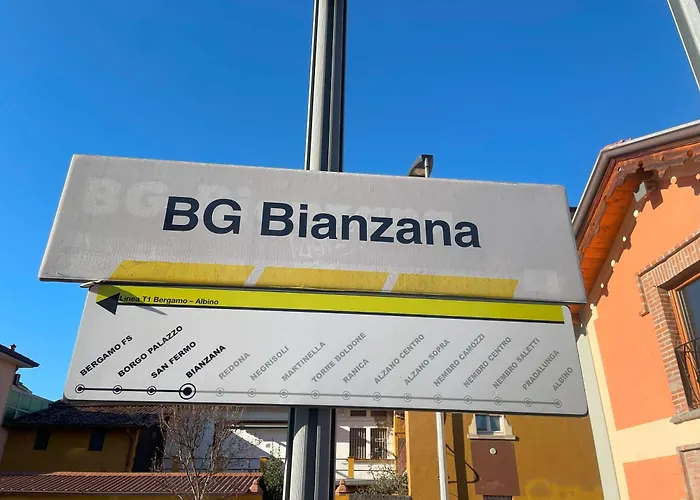 BG Bianzana
Linea T1 Bergamo – Albino
BERGAMO FS
BORGO PALAZZO
SAN FERMO
BIANZANA
REDONA
NEGRISOLI
MARTINELLA
TORRE BOLDONE
RANICA
ALZANO CENTRO
ALZANO SOPRA
NEMBRO CAMOZZI
NEMBRO CENTRO
NEMBRO SALETTI
PRADALUNGA
ALBINO